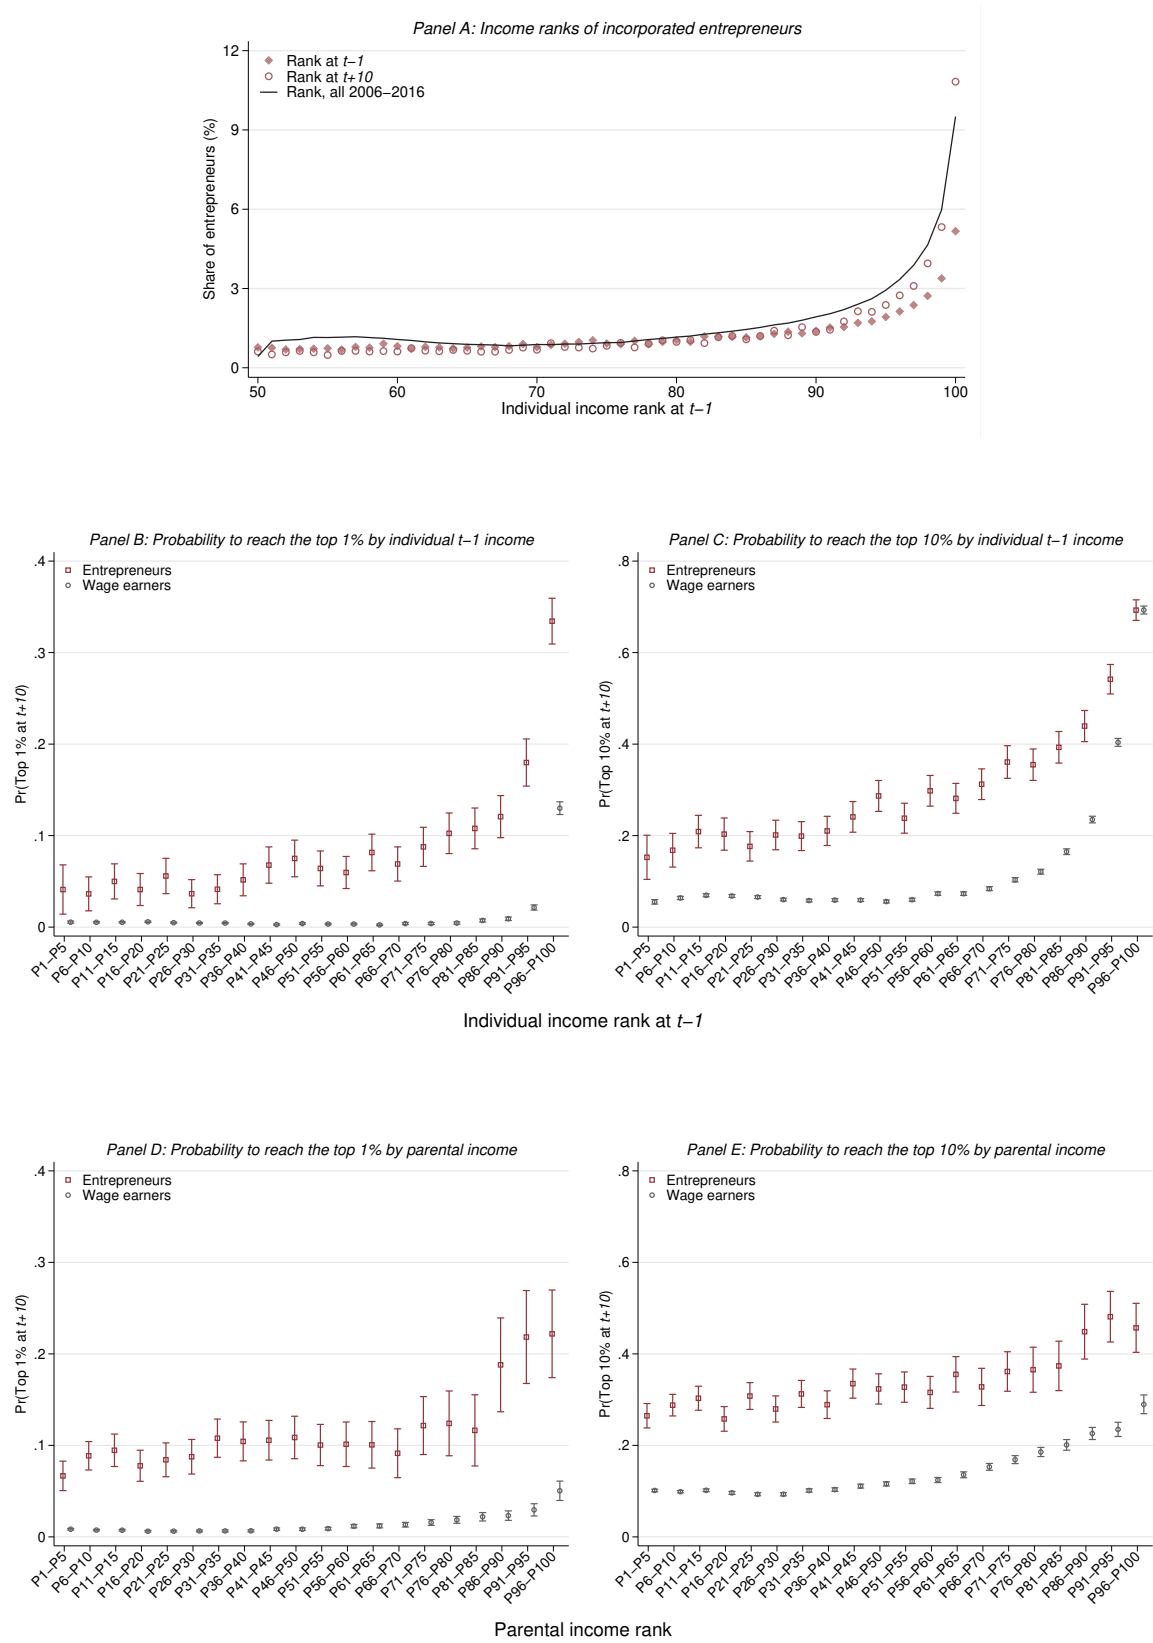 Panel A: Income ranks of incorporated entrepreneurs
12
9
6
3
0
Share of entrepreneurs (%)
Rank at t−1
Rank at t+10
Rank, all 2006−2016
50 60 70 80 90 100
Individual income rank at t−1
Panel B: Probability to reach the top 1% by individual t−1 income
.4
.3
.2
.1
0
Pr(Top 1% at t+10)
Entrepreneurs
Wage earners
P1−P5 P6−P10 P11−P15 P16−P20 P21−P25 P26−P30 P31−P35 P36−P40 P41−P45 P46−P50 P51−P55 P56−P60 P61−P65 P66−P70 P71−P75 P76−P80 P81−P85 P86−P90 P91−P95 P96−P100
Panel C: Probability to reach the top 10% by individual t−1 income
.8
.6
.4
.2
0
Pr(Top 10% at t+10)
Entrepreneurs
Wage earners
P1−P5 P6−P10 P11−P15 P16−P20 P21−P25 P26−P30 P31−P35 P36−P40 P41−P45 P46−P50 P51−P55 P56−P60 P61−P65 P66−P70 P71−P75 P76−P80 P81−P85 P86−P90 P91−P95 P96−P100
Individual income rank at t−1
Panel D: Probability to reach the top 1% by parental income
.4
.3
.2
.1
0
Pr(Top 1% at t+10)
Entrepreneurs
Wage earners
P1−P5 P6−P10 P11−P15 P16−P20 P21−P25 P26−P30 P31−P35 P36−P40 P41−P45 P46−P50 P51−P55 P56−P60 P61−P65 P66−P70 P71−P75 P76−P80 P81−P85 P86−P90 P91−P95 P96−P100
Panel E: Probability to reach the top 10% by parental income
.8
.6
.4
.2
0
Pr(Top 10% at t+10)
Entrepreneurs
Wage earners
P1−P5 P6−P10 P11−P15 P16−P20 P21−P25 P26−P30 P31−P35 P36−P40 P41−P45 P46−P50 P51−P55 P56−P60 P61−P65 P66−P70 P71−P75 P76−P80 P81−P85 P86−P90 P91−P95 P96−P100
Parental income rank